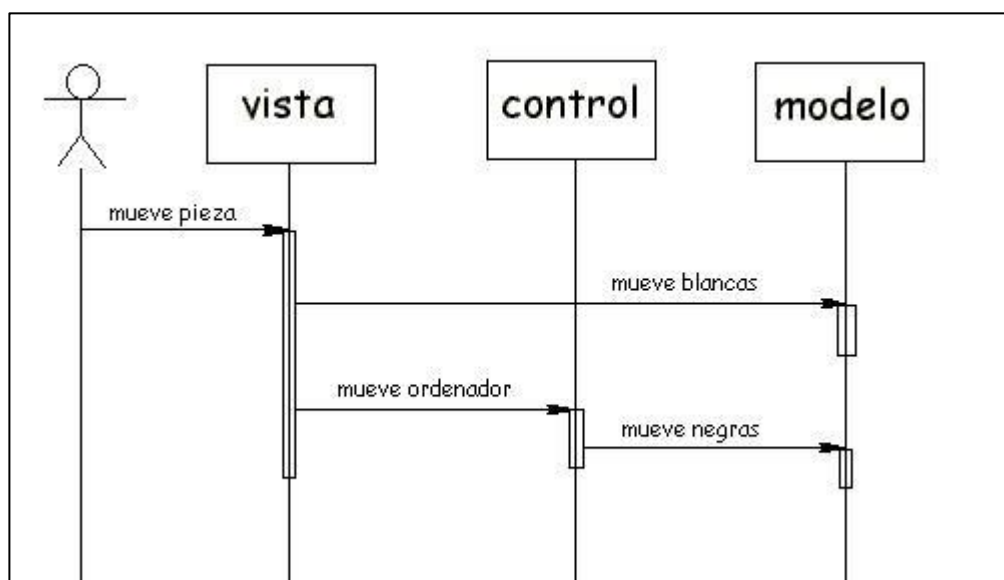 vista
control
modelo
mueve pieza
mueve blancas
mueve ordenador
mueve negras